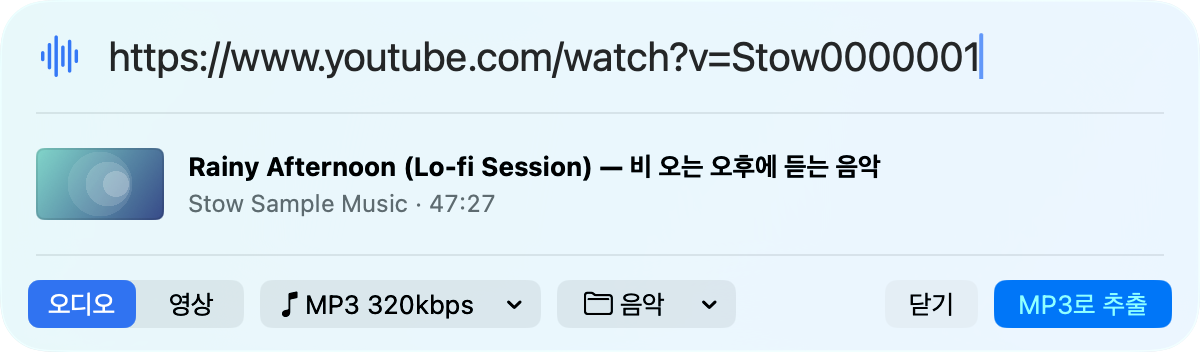 https://www.youtube.com/watch?v=Stow0000001
Rainy Afternoon (Lo-fi Session) — 비 오는 오후에 듣는 음악
Stow Sample Music · 47:27
오디오 영상 MP3 320kbps 음악 닫기 MP3로 추출